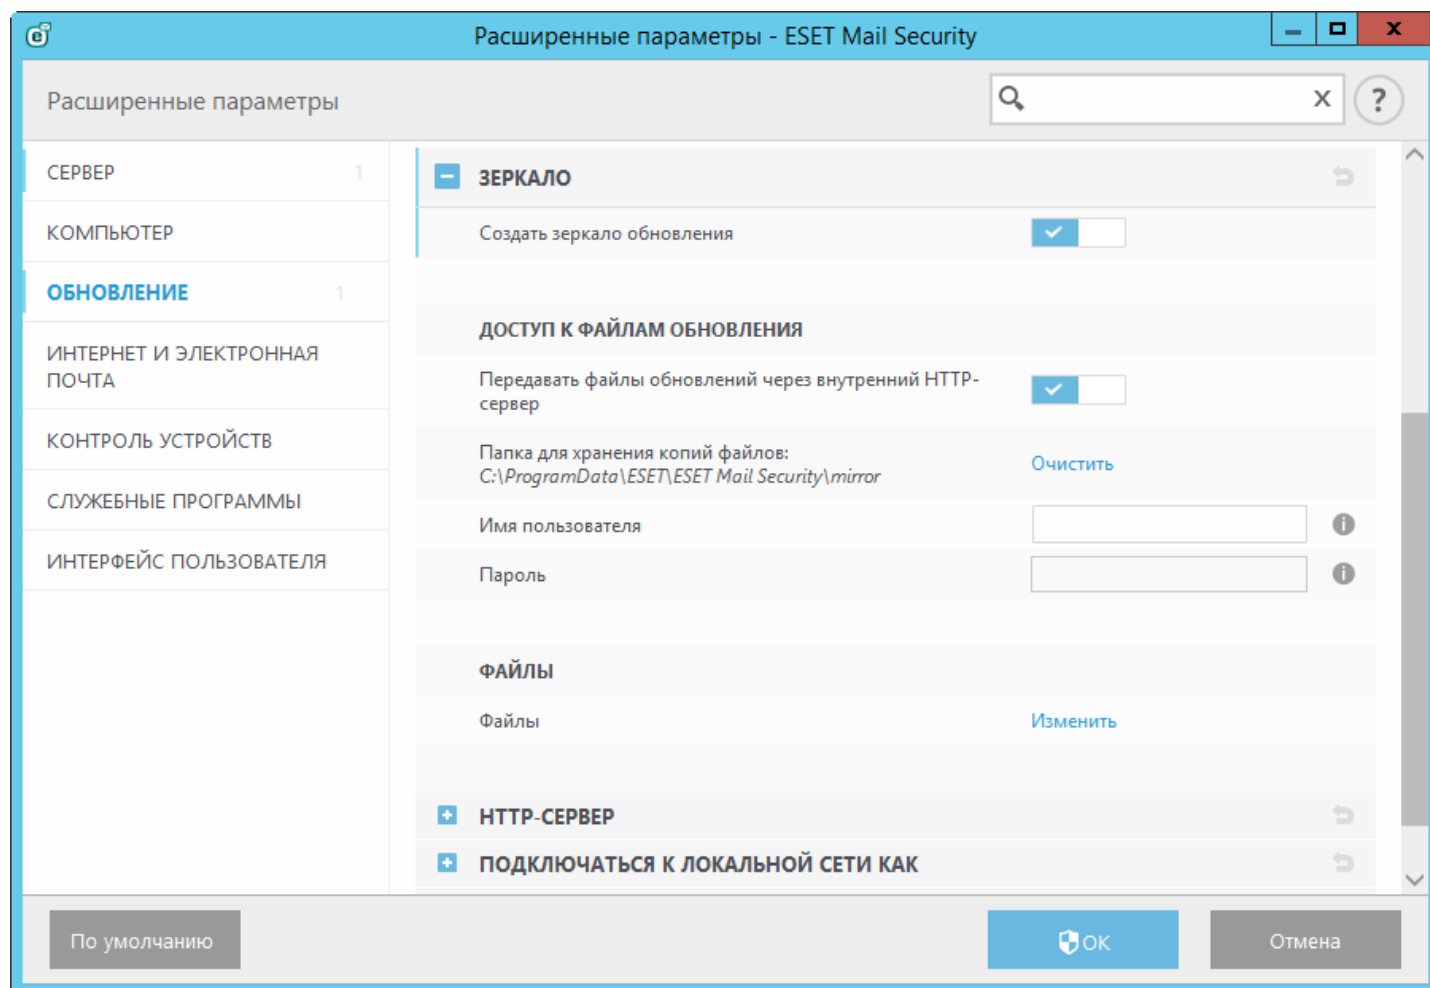 Расширенные параметры - ESET Mail Security
Расширенные параметры
СЕРВЕР 1
КОМПЬЮТЕР
ОБНОВЛЕНИЕ 1
ИНТЕРНЕТ И ЭЛЕКТРОННАЯ
ПОЧТА
КОНТРОЛЬ УСТРОЙСТВ
СЛУЖЕБНЫЕ ПРОГРАММЫ
ИНТЕРФЕЙС ПОЛЬЗОВАТЕЛЯ
ЗЕРКАЛО
Создать зеркало обновления
ДОСТУП К ФАЙЛАМ ОБНОВЛЕНИЯ
Передавать файлы обновлений через внутренний HTTP-
сервер
Папка для хранения копий файлов:
C:\ProgramData\ESET\ESET Mail Security\mirror
Очистить
Имя пользователя
Пароль
ФАЙЛЫ
Файлы Изменить
HTTP-СЕРВЕР
ПОДКЛЮЧАТЬСЯ К ЛОКАЛЬНОЙ СЕТИ КАК
По умолчанию
OK
Отмена